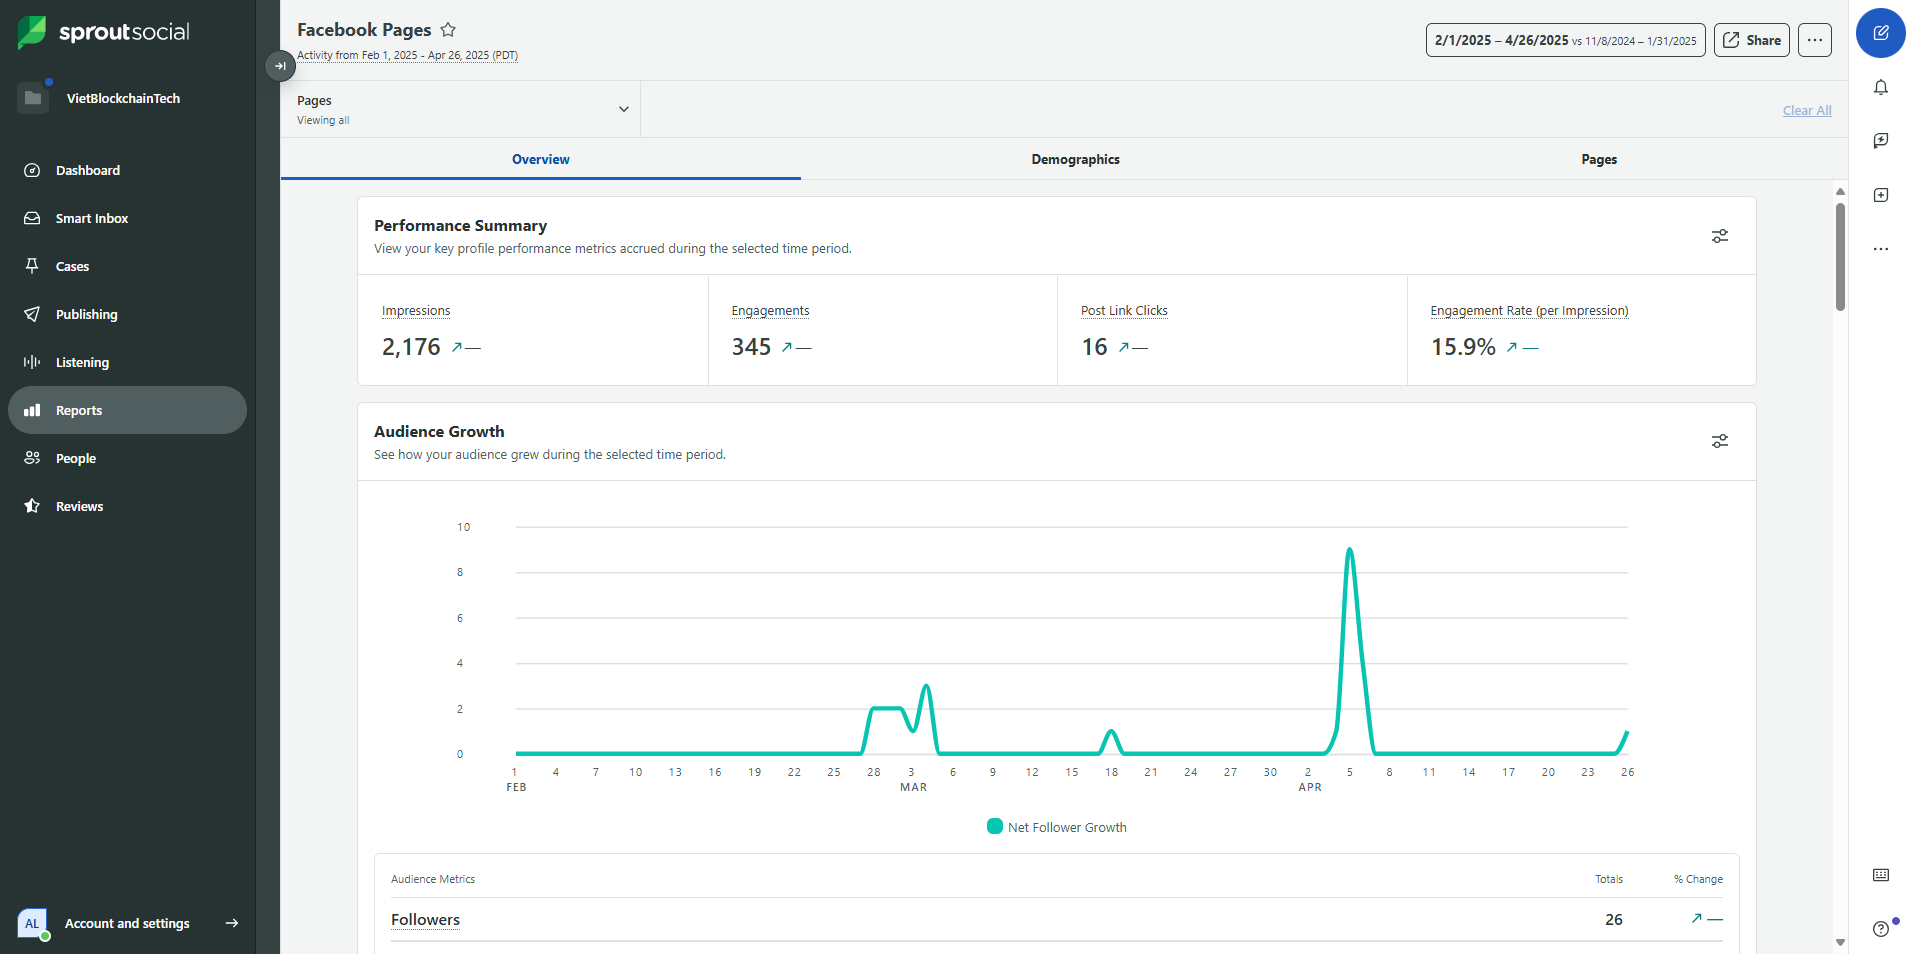 sproutsocial
VietBlockchainTech
Dashboard
Smart Inbox
Cases
Publishing
Listening
Reports
People
Reviews
AL
Account and settings
Facebook Pages
Activity from Feb 1, 2025 - Apr 26, 2025 (PDT)
2/1/2025 – 4/26/2025 vs 11/8/2024 – 1/31/2025
Share
Pages
Viewing all
Clear All
Overview
Demographics
Pages
Performance Summary
View your key profile performance metrics accrued during the selected time period.
Impressions
2,176 ↗ —
Engagements
345 ↗ —
Post Link Clicks
16 ↗ —
Engagement Rate (per Impression)
15.9% ↗ —
Audience Growth
See how your audience grew during the selected time period.
10
8
6
4
2
0
1 4 7 10 13 16 19 22 25 28 3 6 9 12 15 18 21 24 27 30 2 5 8 11 14 17 20 23 26
FEB MAR APR
Net Follower Growth
Audience Metrics Totals % Change
Followers 26 ↗ —